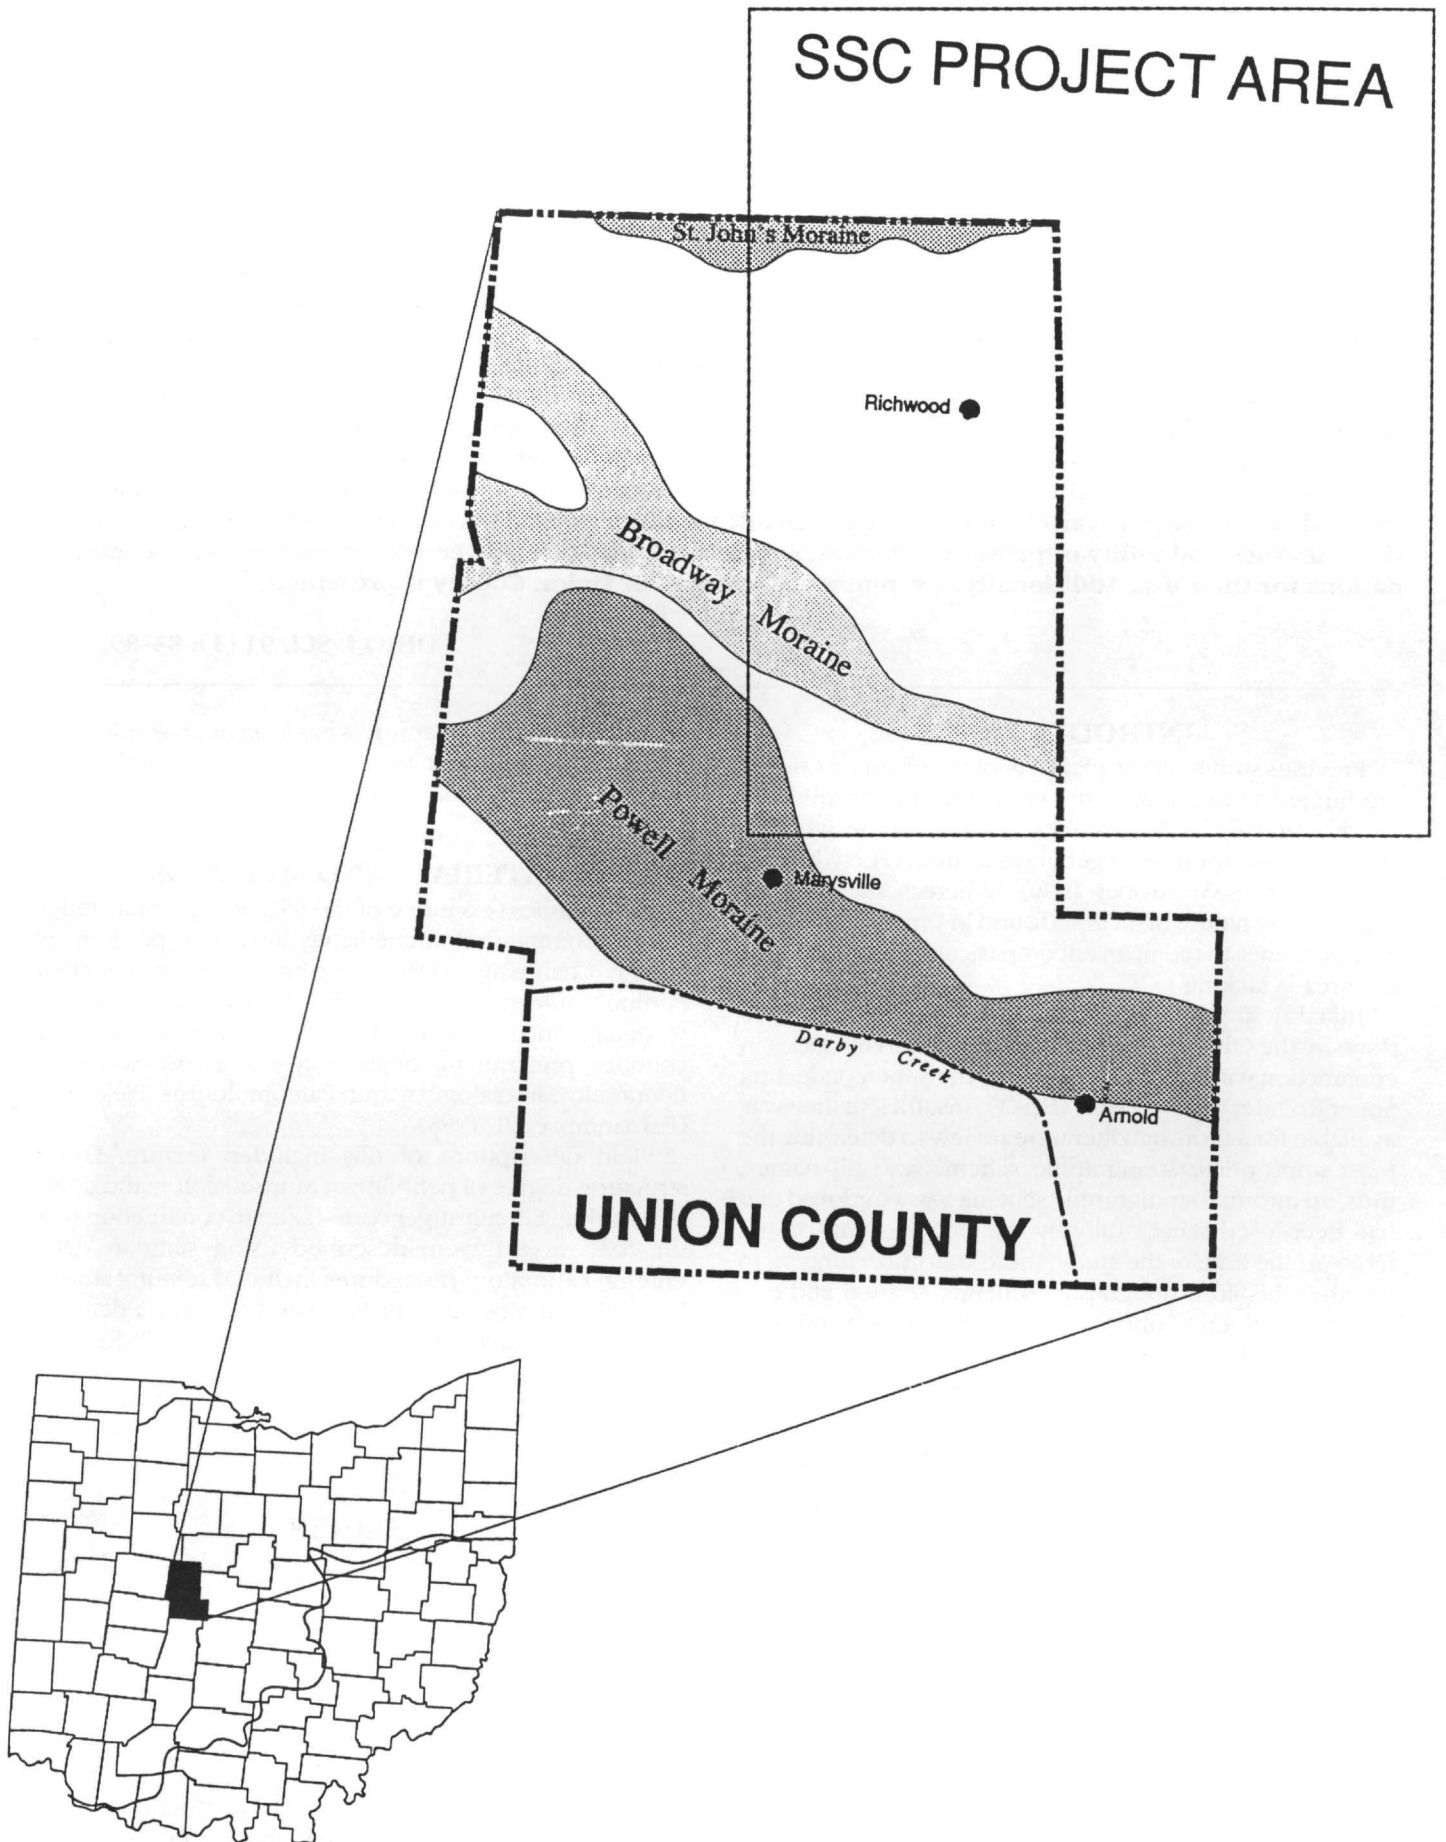 SSC PROJECT AREA
St. John's Moraine
Richwood
Broadway Moraine
Powell Moraine
Marysville
Darby Creek
Arnold
UNION COUNTY